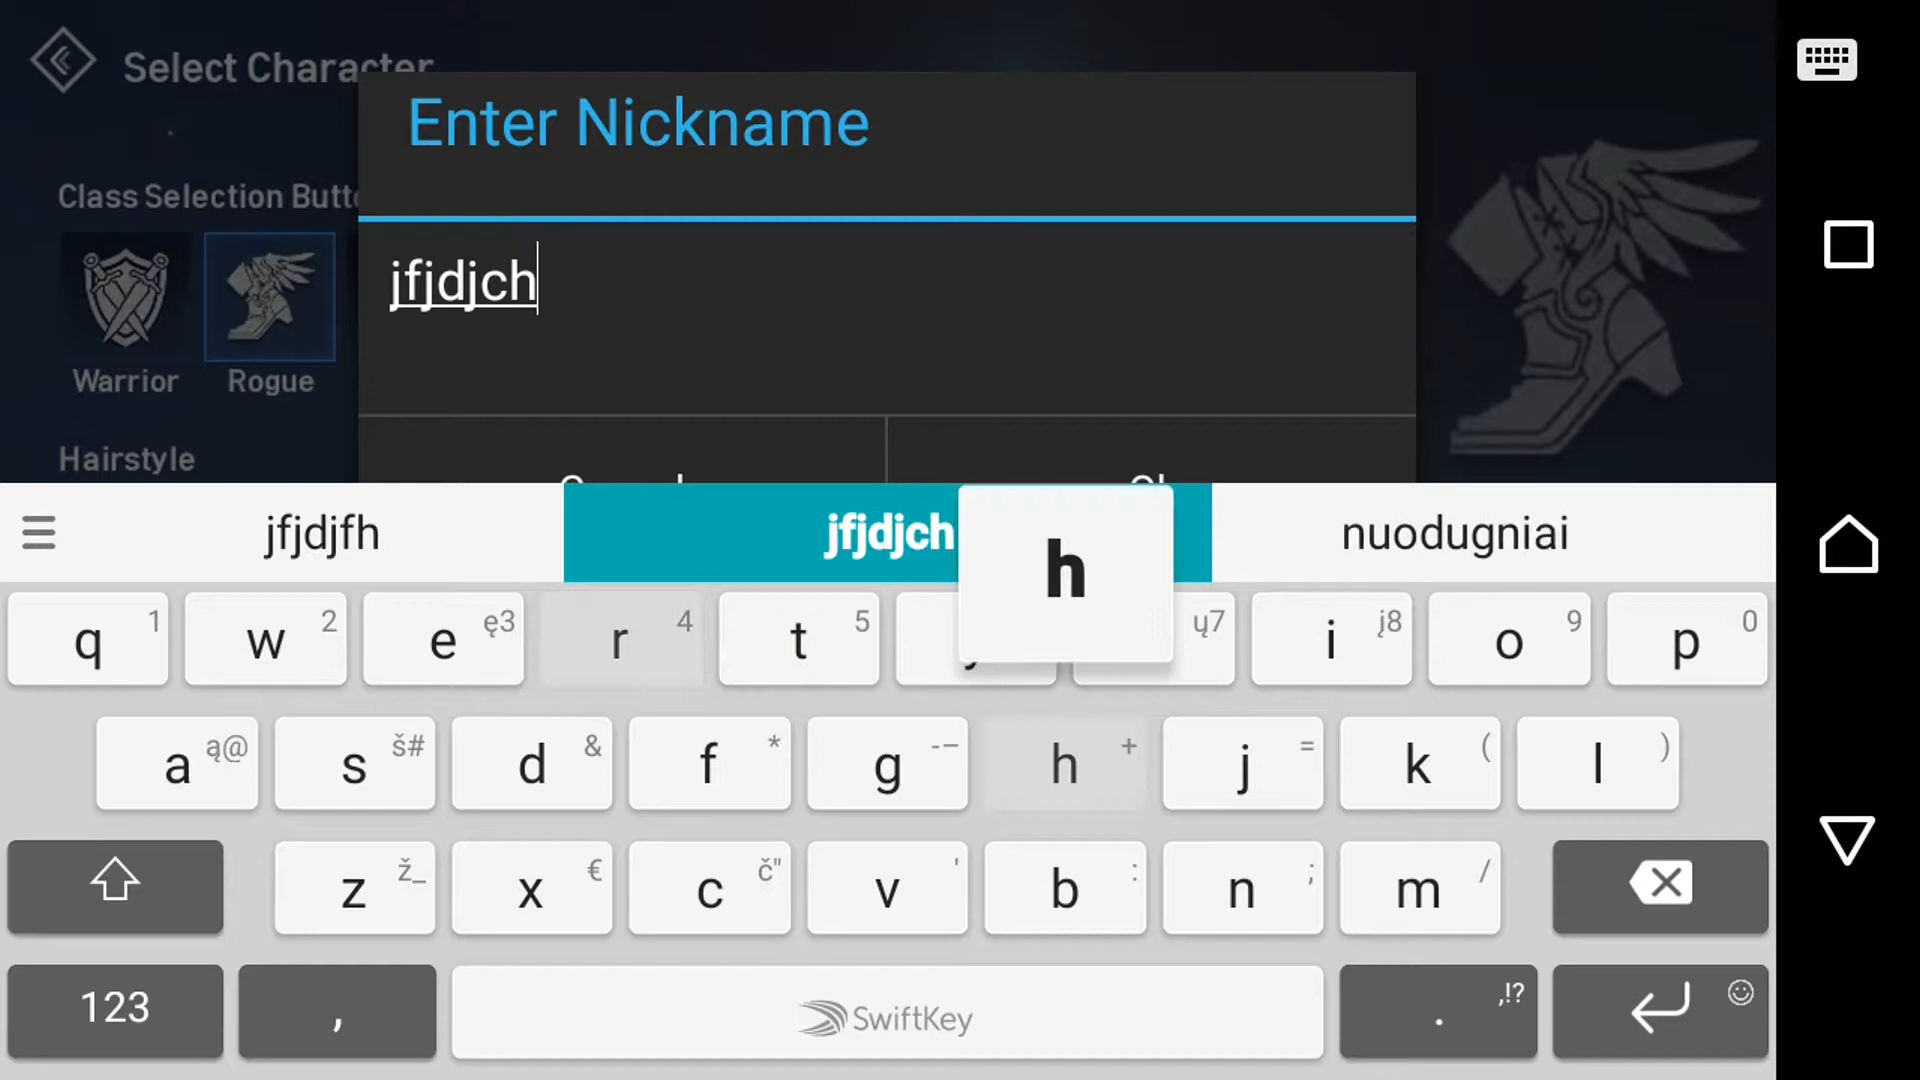 Select Character
Enter Nickname
Class Selection
jfjdjch
Warrior
Rogue
Hairstyle
jfjdjfh
jfjdjch
nuodugniai
h
q 1
w 2
e ę3
r 4
t 5
ų7
i į8
o 9
p 0
a ą@
s š#
d &
f *
g -–
h +
j =
k (
l )
z ž_
x €
c č"
v '
b :
n ;
m /
123
,
SwiftKey
. ,!?